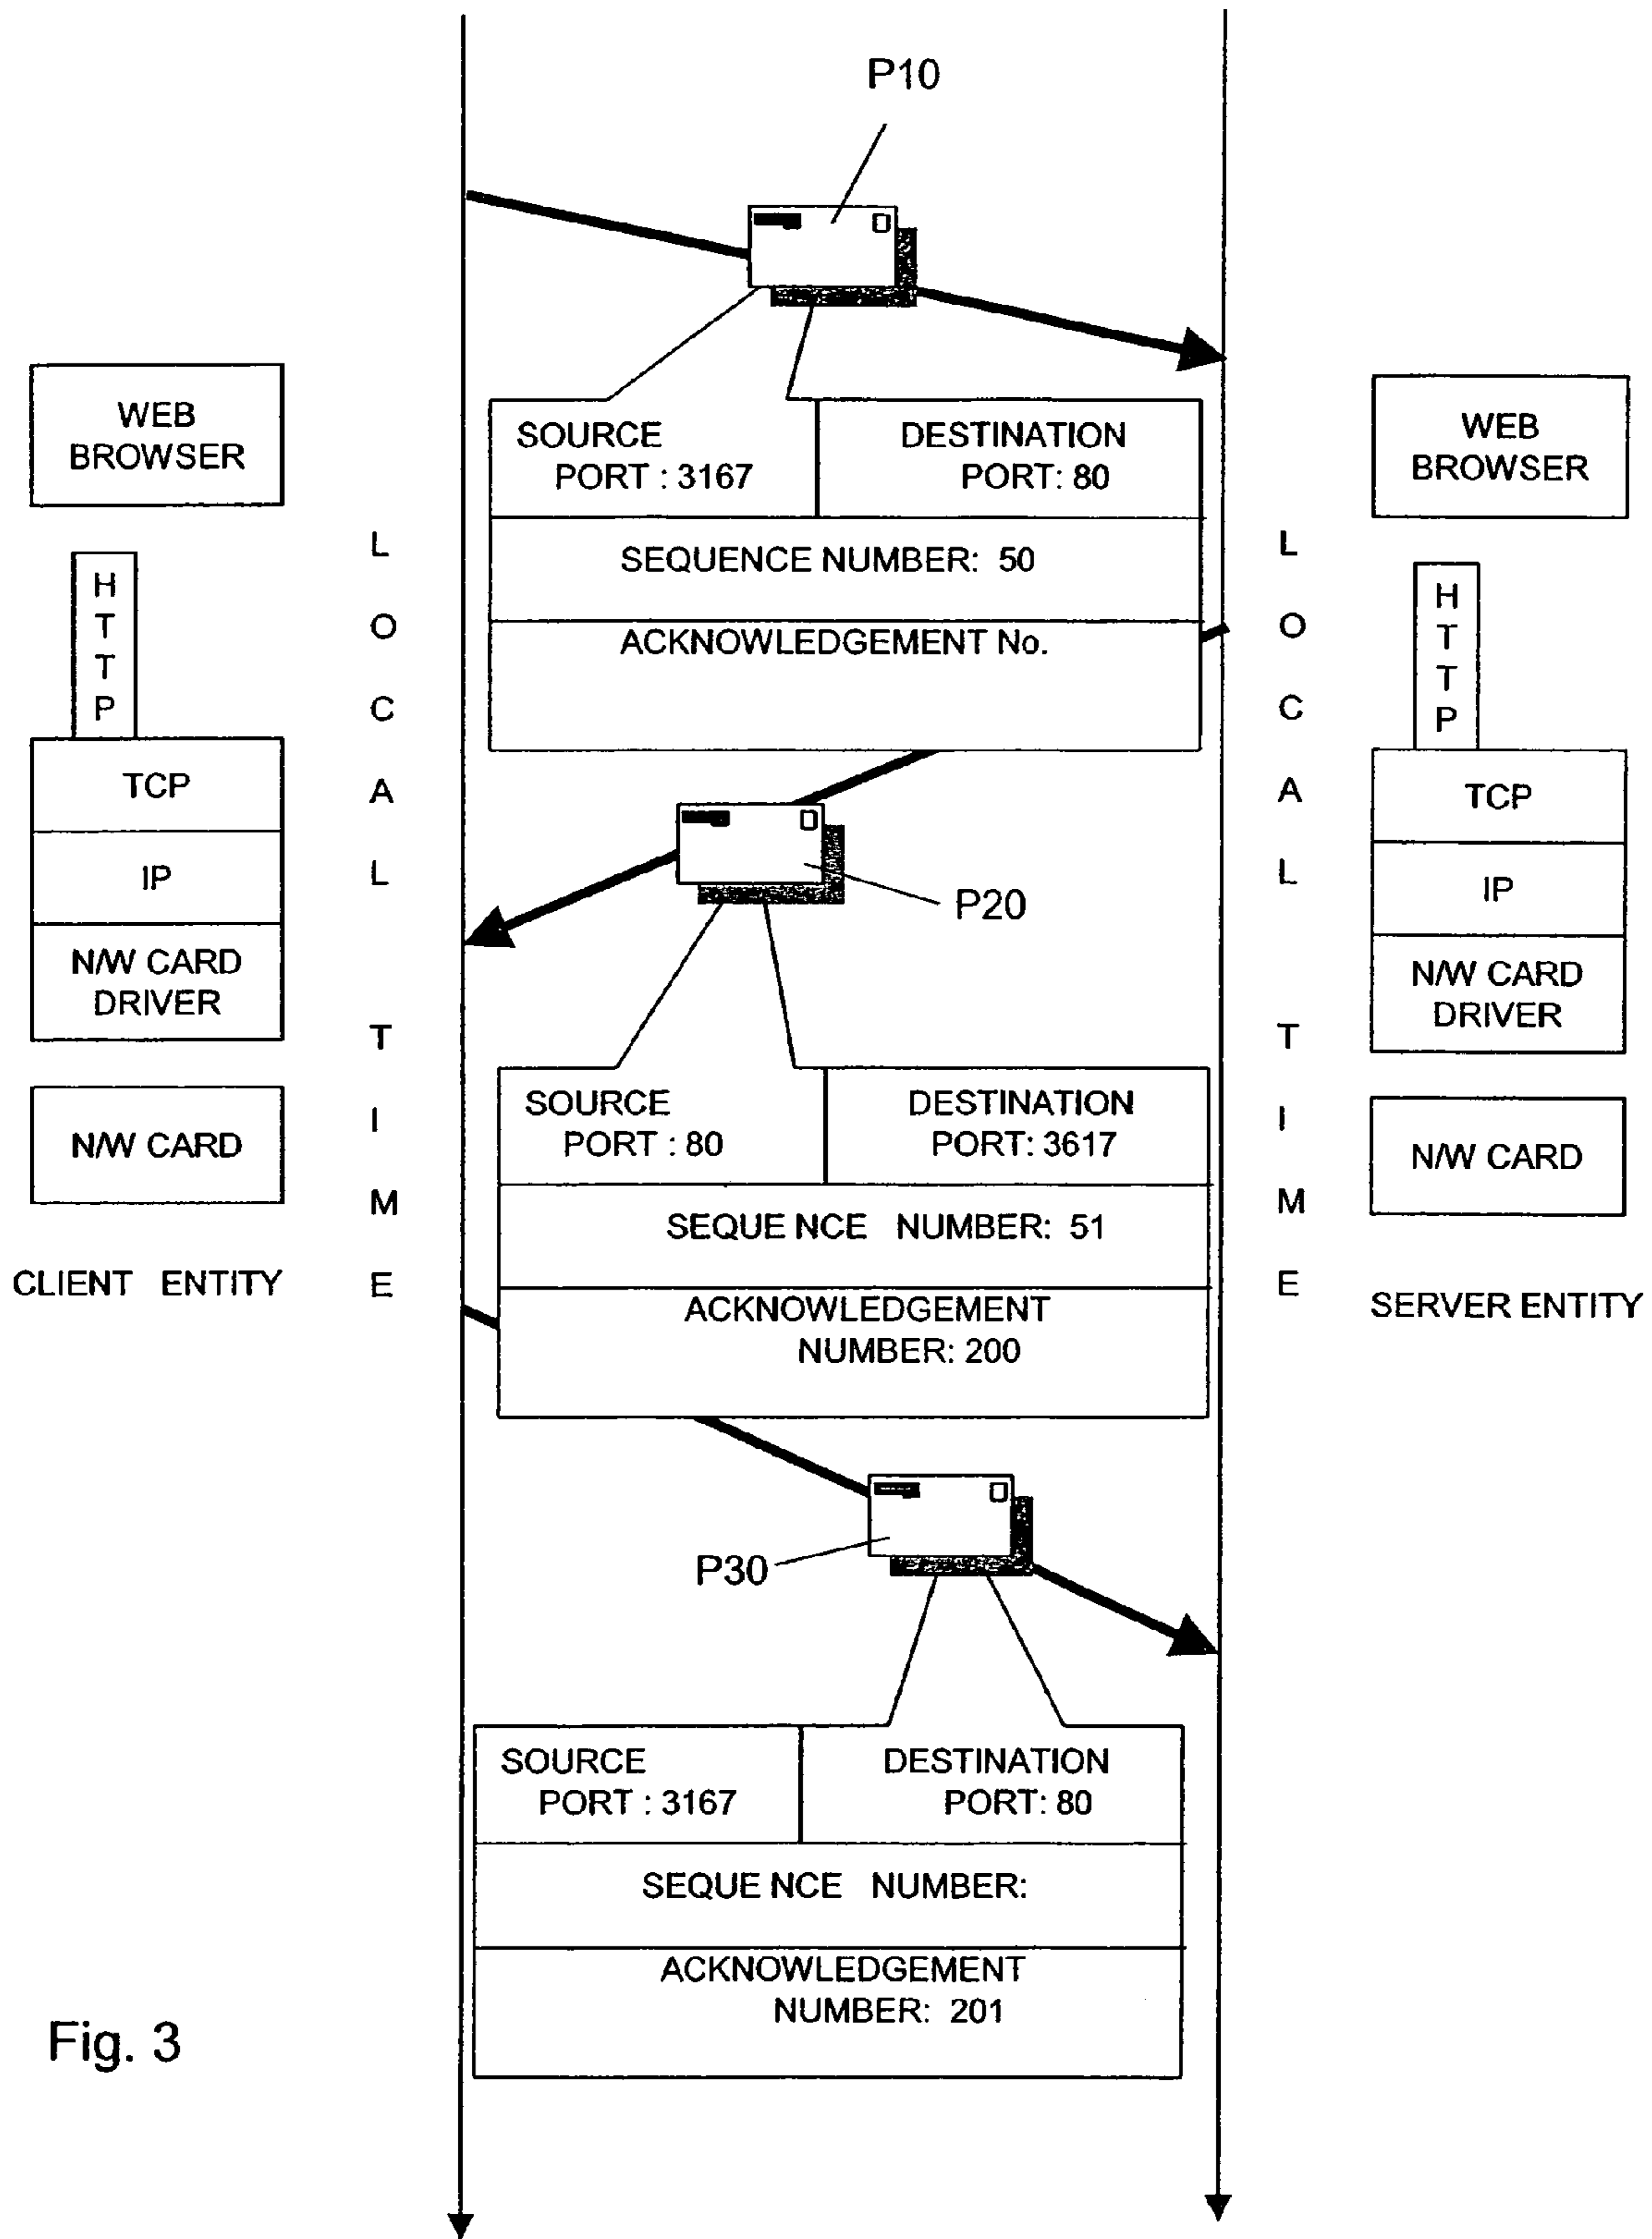 P10
WEB
BROWSER
H
T
T
P
TCP
IP
N/W CARD
DRIVER
N/W CARD
CLIENT ENTITY
L
O
C
A
L
T
I
M
E
SOURCE
PORT : 3167
DESTINATION
PORT: 80
SEQUENCE NUMBER: 50
ACKNOWLEDGEMENT No.
P20
SOURCE
PORT : 80
DESTINATION
PORT: 3617
SEQUE NCE NUMBER: 51
ACKNOWLEDGEMENT
NUMBER: 200
P30
SOURCE
PORT : 3167
DESTINATION
PORT: 80
SEQUE NCE NUMBER:
ACKNOWLEDGEMENT
NUMBER: 201
L
O
C
A
L
T
I
M
E
WEB
BROWSER
H
T
T
P
TCP
IP
N/W CARD
DRIVER
N/W CARD
SERVER ENTITY
Fig. 3